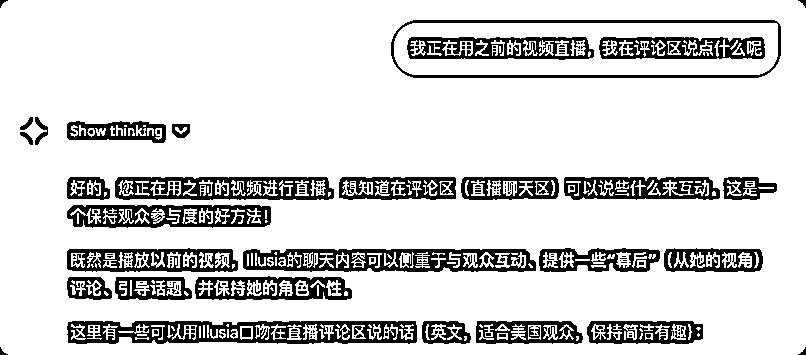 我正在用之前的视频直播，我在评论区说点什么呢
Show thinking
好的，您正在用之前的视频进行直播，想知道在评论区（直播聊天区）可以说些什么来互动，这是一
个保持观众参与度的好方法！
既然是播放以前的视频，Illusia的聊天内容可以侧重于与观众互动、提供一些“幕后”（从她的视角）
评论、引导话题、并保持她的角色个性。
这里有一些可以用Illusia口吻在直播评论区说的话（英文，适合美国观众，保持简洁有趣）：